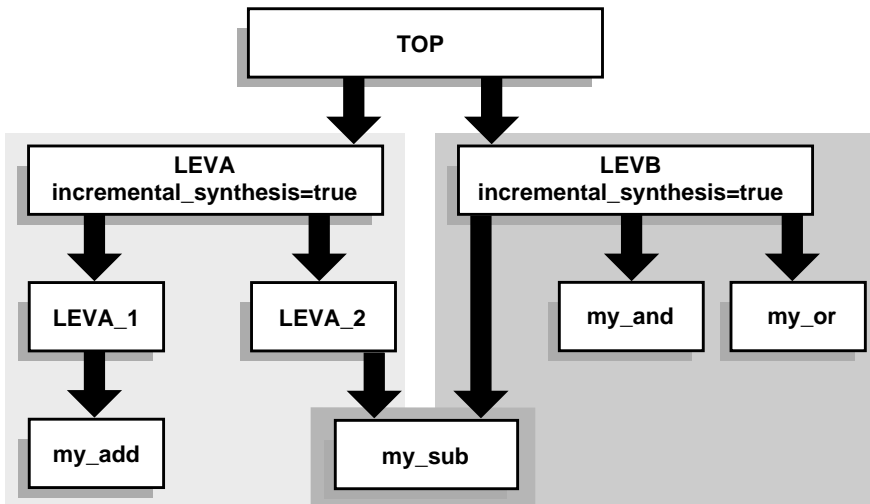 TOP
LEVA
incremental_synthesis=true
LEVB
incremental_synthesis=true
LEVA_1
LEVA_2
my_and
my_or
my_add
my_sub